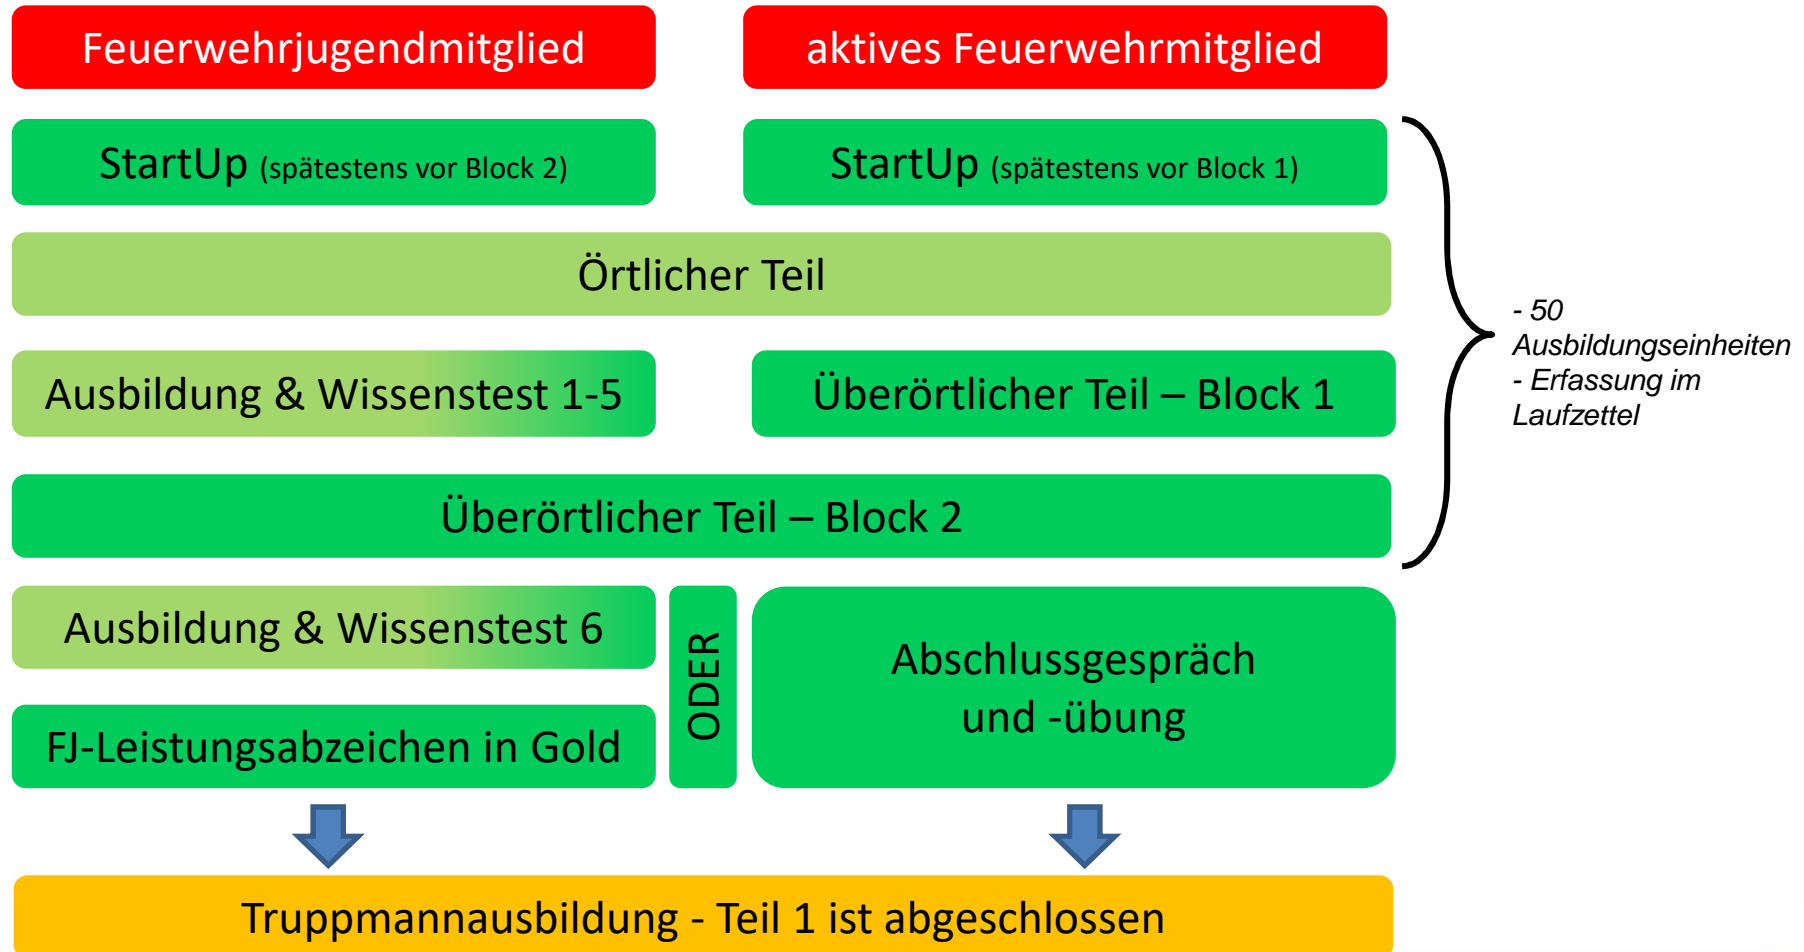 Feuerwehrjugendmitglied
aktives Feuerwehrmitglied
StartUp (spätestens vor Block 2)
StartUp (spätestens vor Block 1)
Örtlicher Teil
Ausbildung & Wissenstest 1-5
Überörtlicher Teil – Block 1
Überörtlicher Teil – Block 2
- 50
Ausbildungseinheiten
- Erfassung im
Laufzettel
Ausbildung & Wissenstest 6
FJ-Leistungsabzeichen in Gold
ODER
Abschlussgespräch
und -übung
Truppmannausbildung - Teil 1 ist abgeschlossen